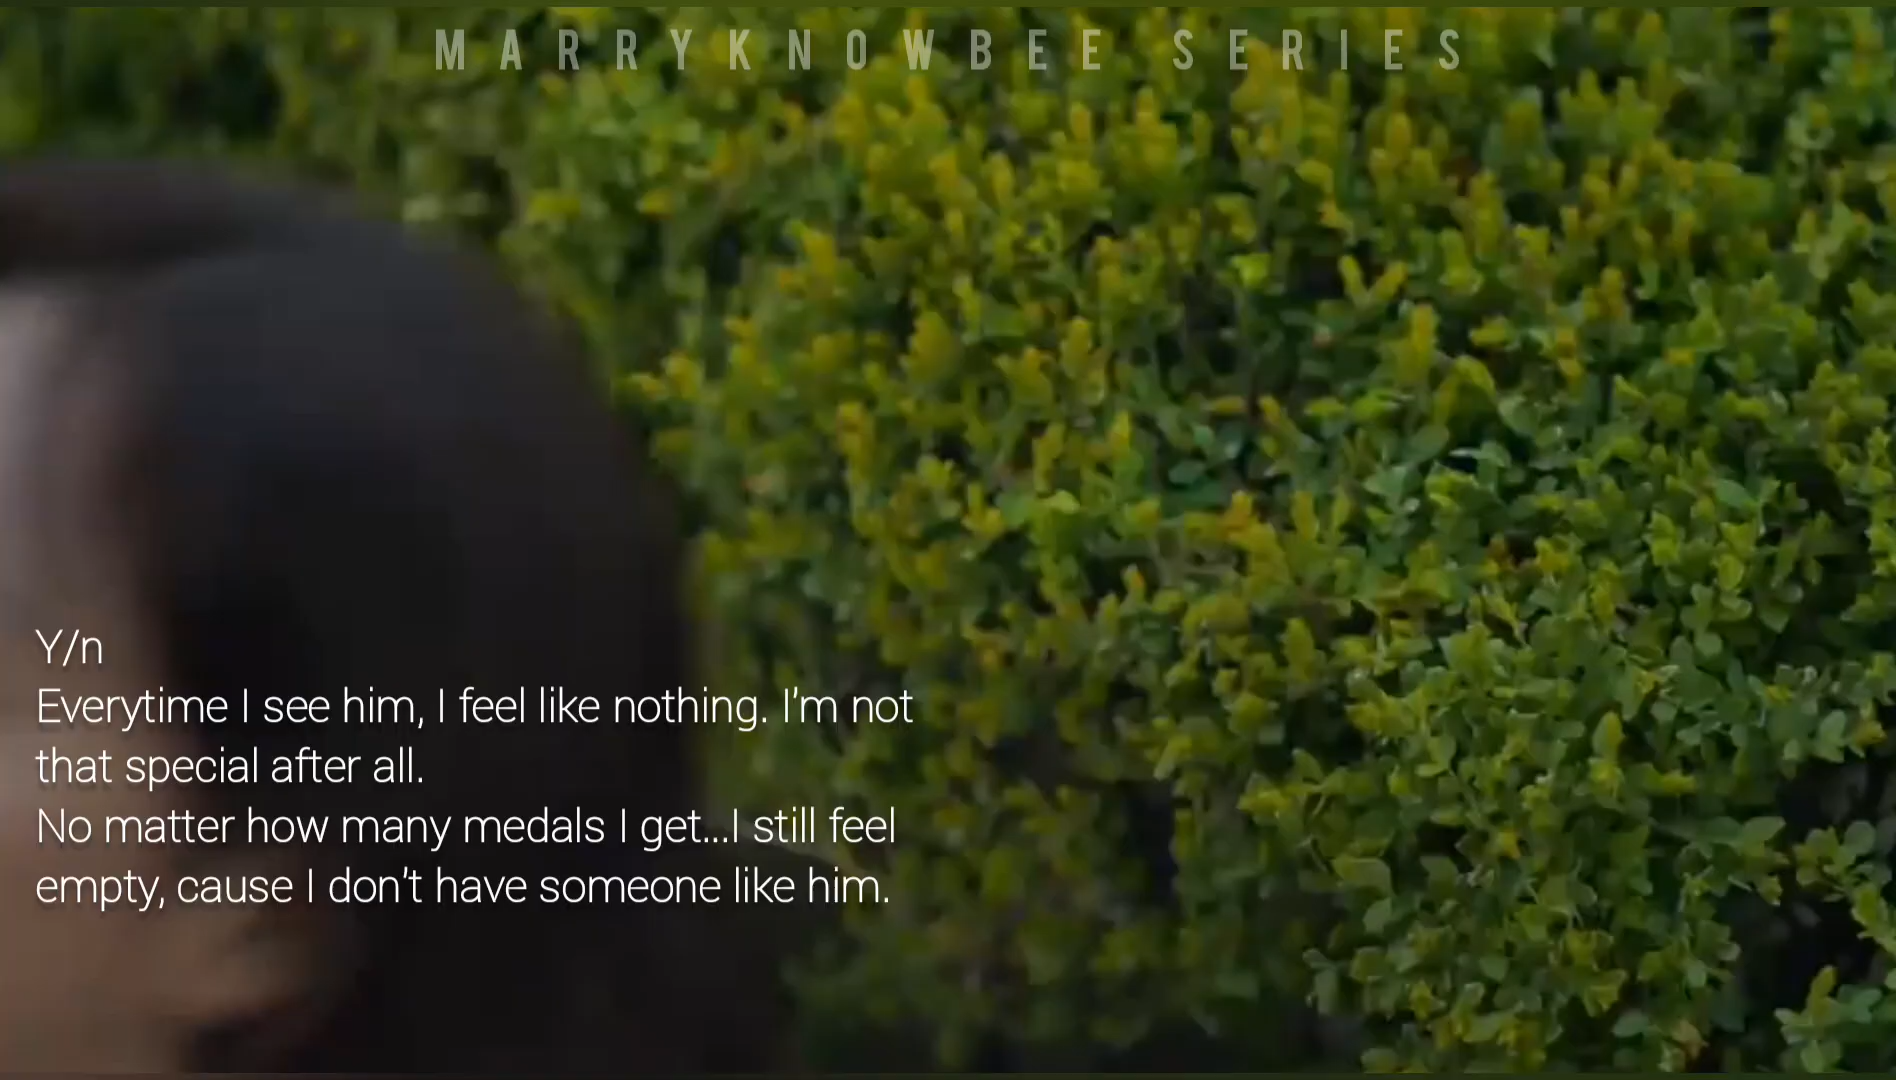 MARRYKNOWBEE SERIES
Y/n
Everytime I see him, I feel like nothing. I'm not
that special after all.
No matter how many medals I get...I still feel
empty, cause I don't have someone like him.